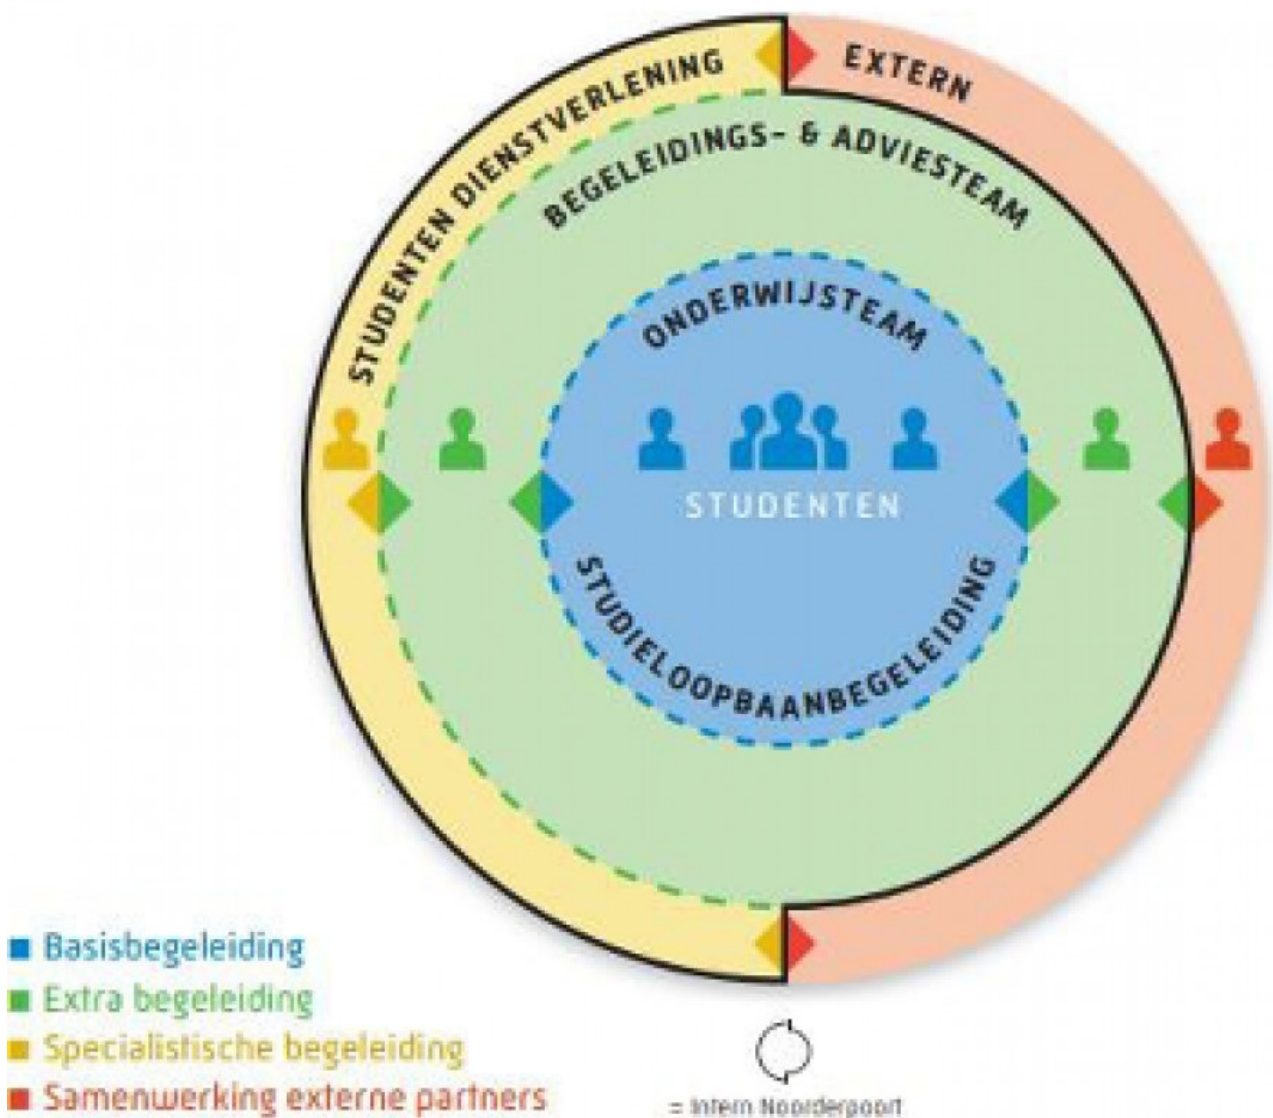 STUDENTEN DIENSTVERLENING
EXTERN
BEGELEIDINGS- & ADVIESTEAM
ONDERWIJSTEAM
STUDENTEN
STUDIELOOPBAANBEGELEIDING
Basisbegeleiding
Extra begeleiding
Specialistische begeleiding
Samenwerking externe partners
= Intern Noorderpoort